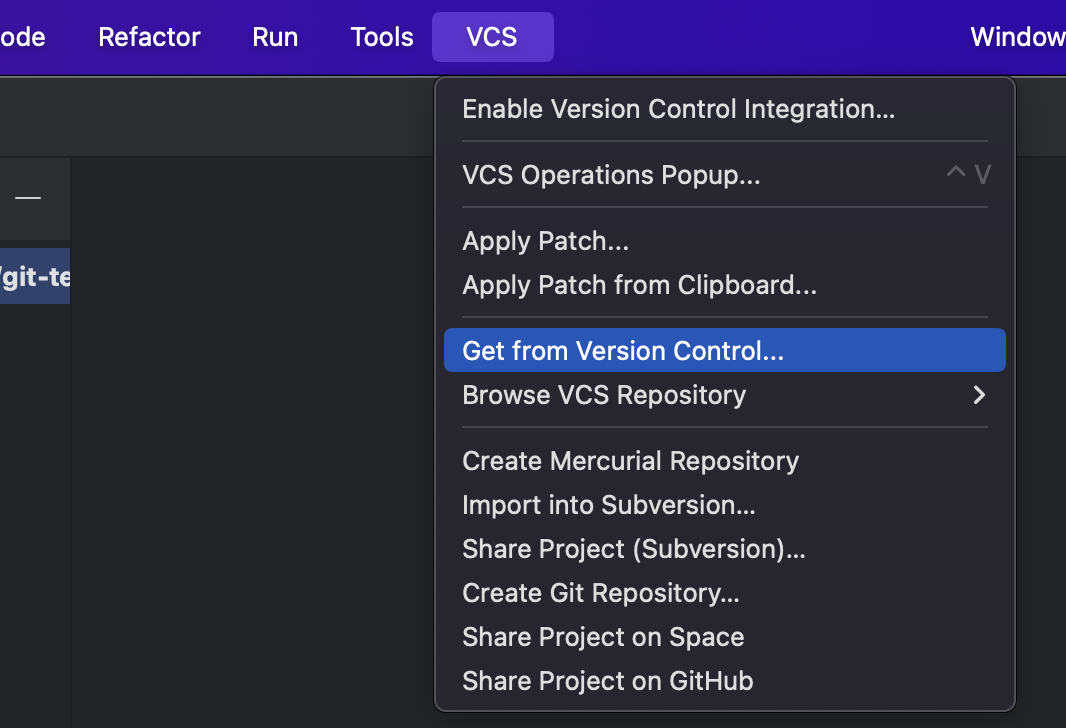 ode Refactor Run Tools VCS Window
Enable Version Control Integration...
VCS Operations Popup... ^ V
/git-te
Apply Patch...
Apply Patch from Clipboard...
Get from Version Control...
Browse VCS Repository
Create Mercurial Repository
Import into Subversion...
Share Project (Subversion)...
Create Git Repository...
Share Project on Space
Share Project on GitHub